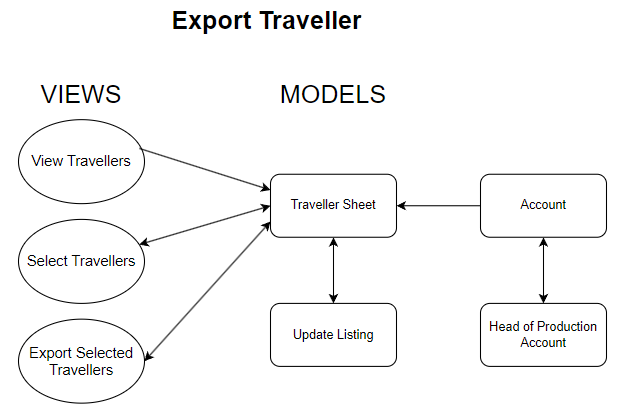 Export Traveller
VIEWS
MODELS
View Travellers
Select Travellers
Export Selected
Travellers
Traveller Sheet
Update Listing
Account
Head of Production
Account